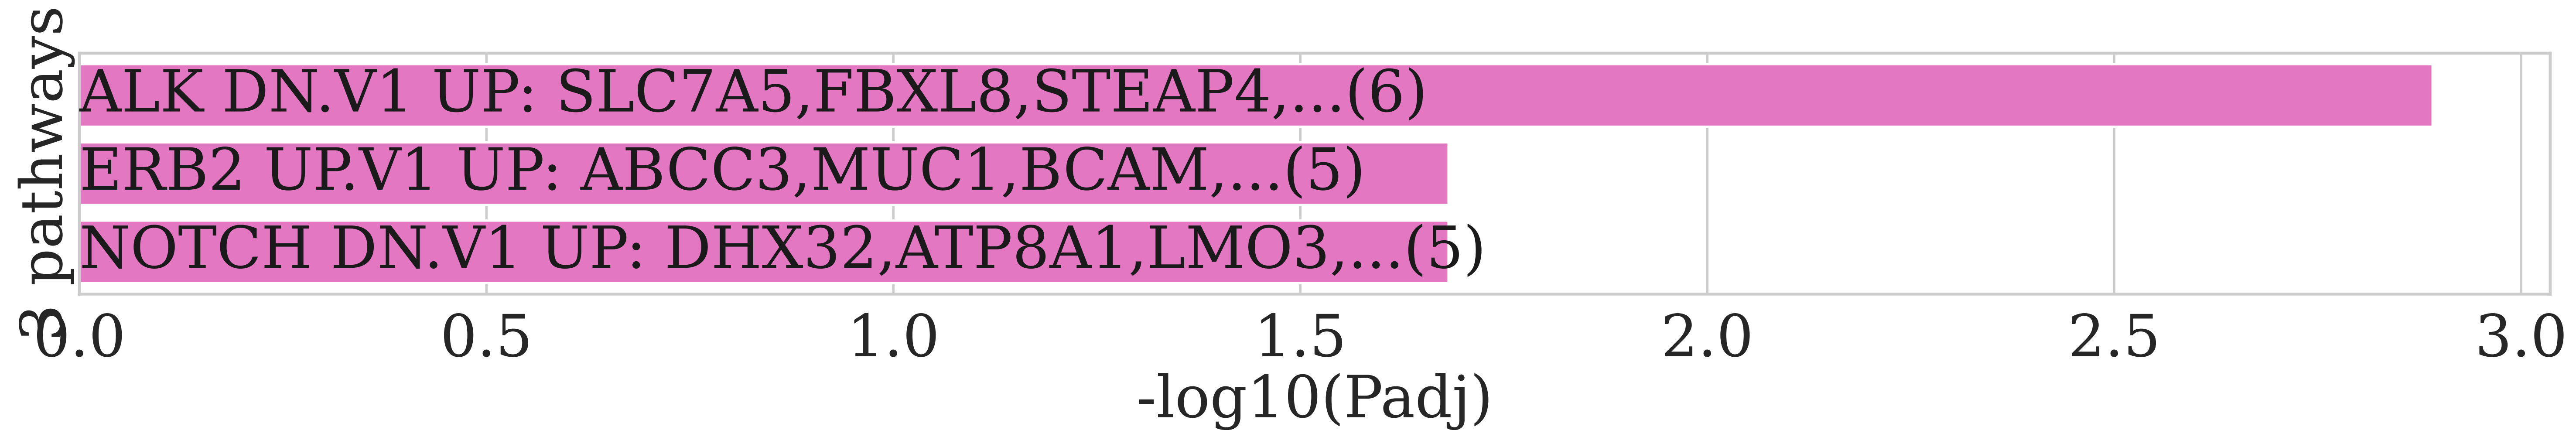 3 pathways
ALK DN.V1 UP: SLC7A5,FBXL8,STEAP4,...(6)
ERB2 UP.V1 UP: ABCC3,MUC1,BCAM,...(5)
NOTCH DN.V1 UP: DHX32,ATP8A1,LMO3,...(5)
0.0 0.5 1.0 1.5 2.0 2.5 3.0
-log10(Padj)